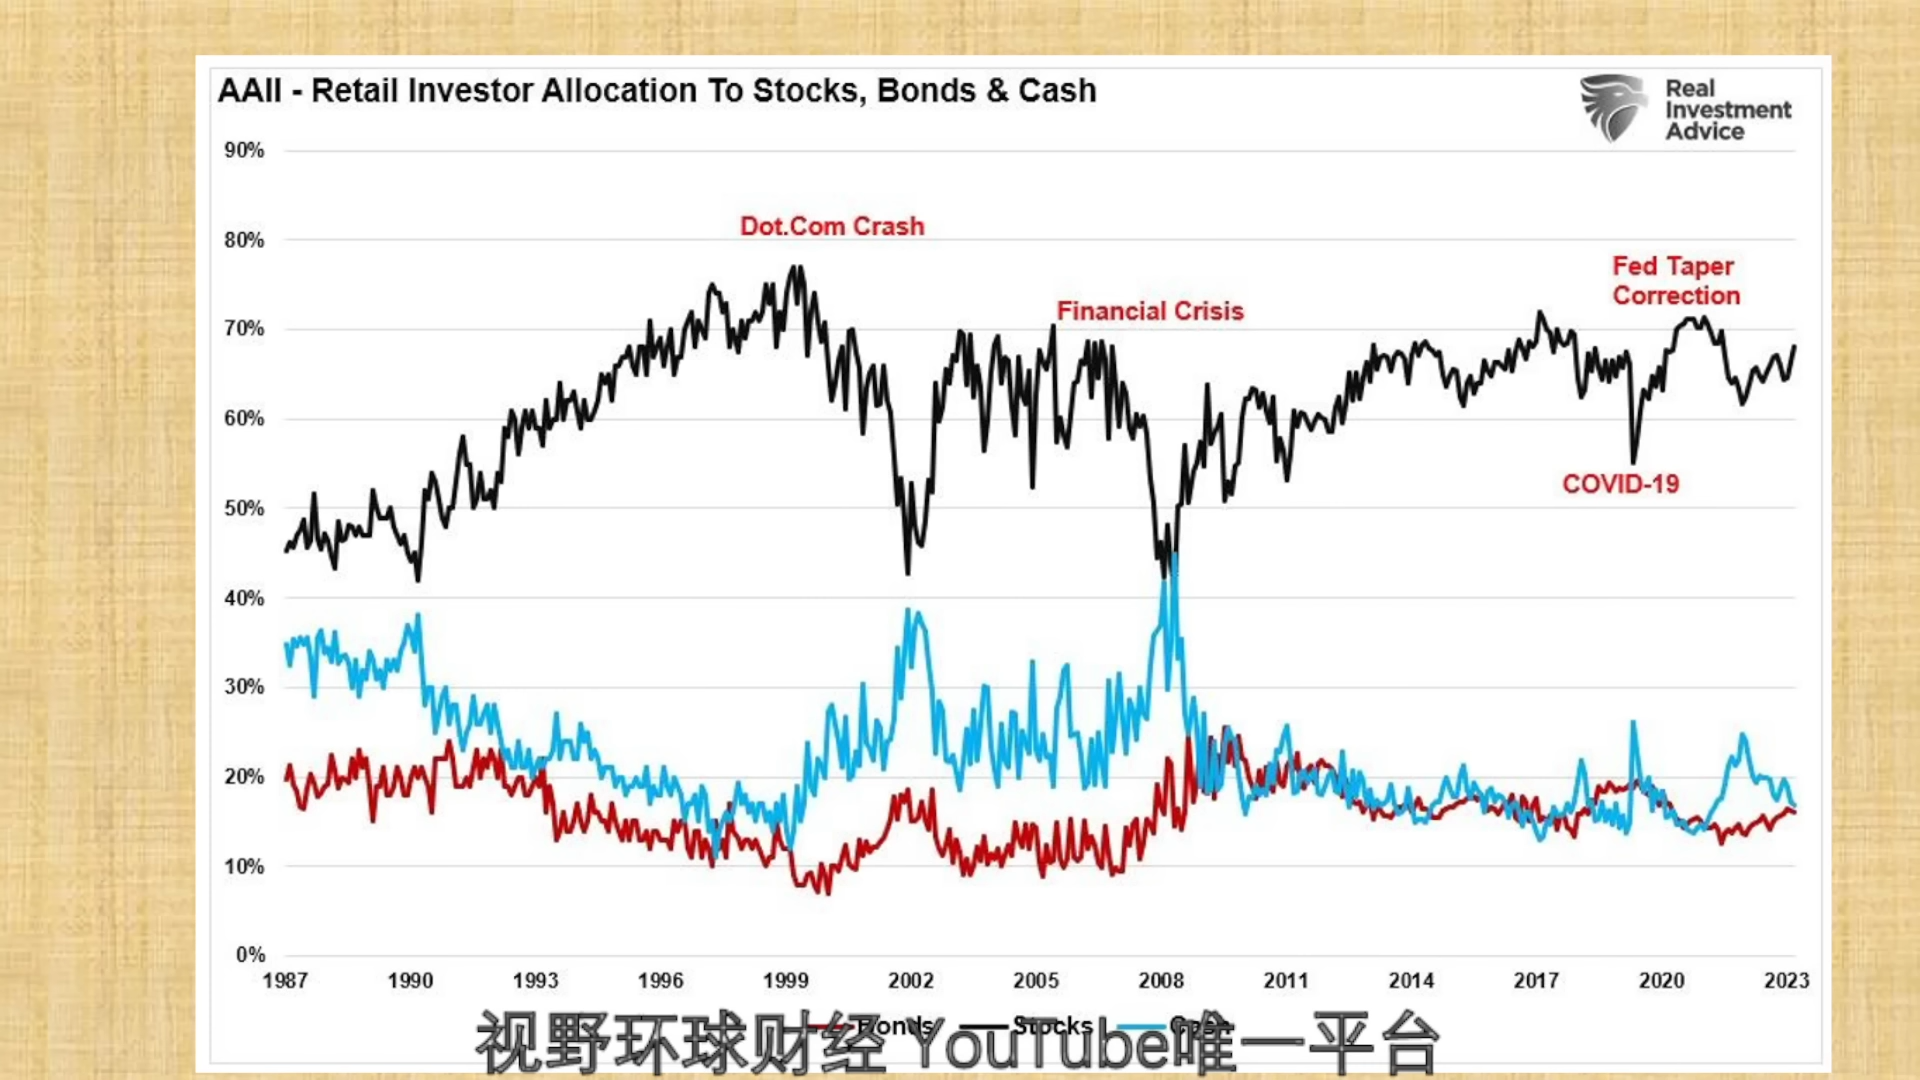 AAII - Retail Investor Allocation To Stocks, Bonds & Cash
Real
Investment
Advice
90%
80%
70%
60%
50%
40%
30%
20%
10%
0%
Dot.Com Crash
Financial Crisis
Fed Taper
Correction
COVID-19
1987 1990 1993 1996 1999 2002 2005 2008 2011 2014 2017 2020 2023
Bonds Stocks Cash
视野环球财经 YouTube唯一平台